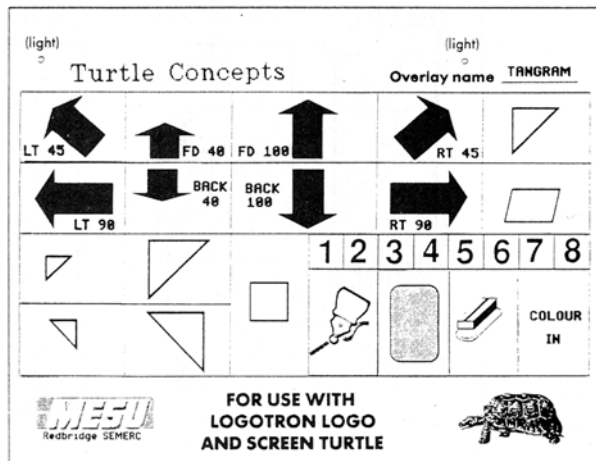 (light) (light)
Turtle Concepts Overlay name TANGRAM
LT 45 FD 40 FD 100 RT 45
LT 90 BACK 40 BACK 100 RT 90
1 2 3 4 5 6 7 8
COLOUR
IN
MESU
Redbridge SEMERC
FOR USE WITH
LOGOTRON LOGO
AND SCREEN TURTLE